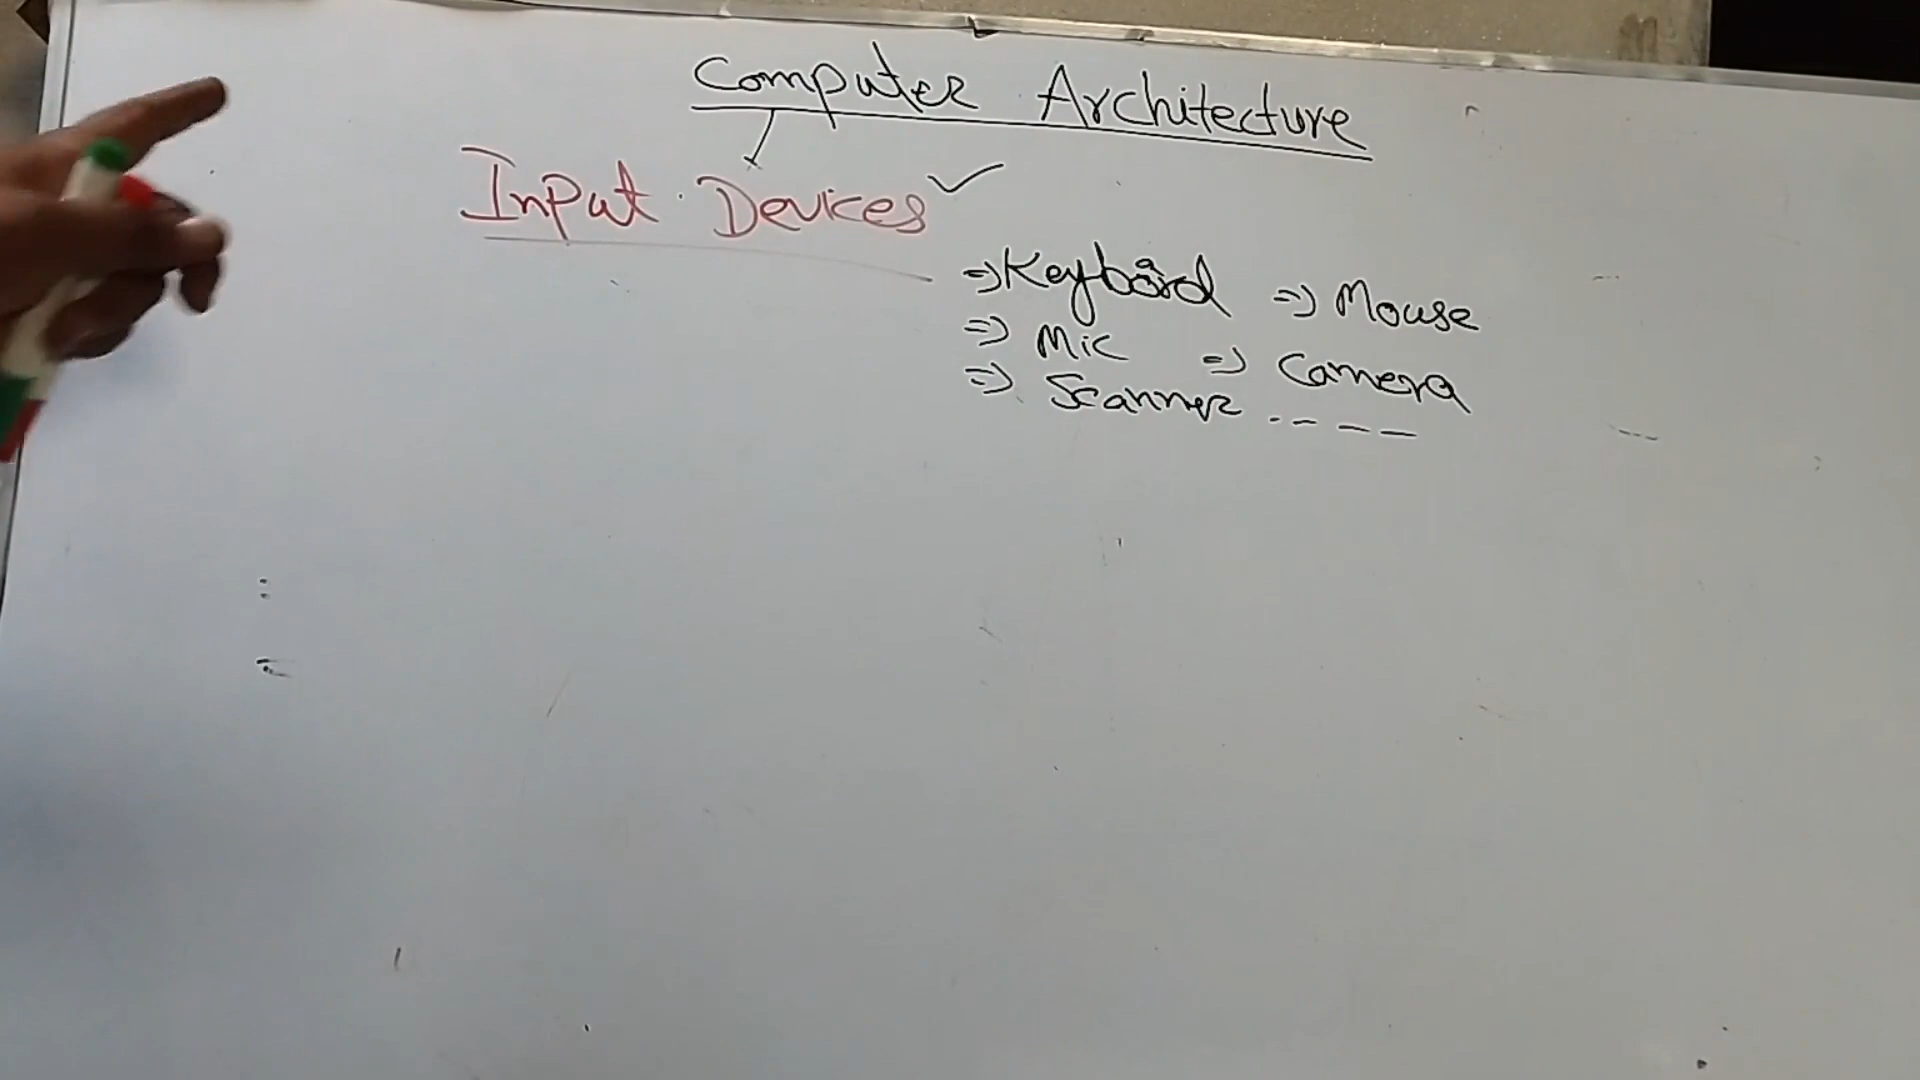 Computer Architecture
Input Devices ✓
⇒ Keyboard ⇒ Mouse
⇒ Mic ⇒ Camera
⇒ Scanner ----